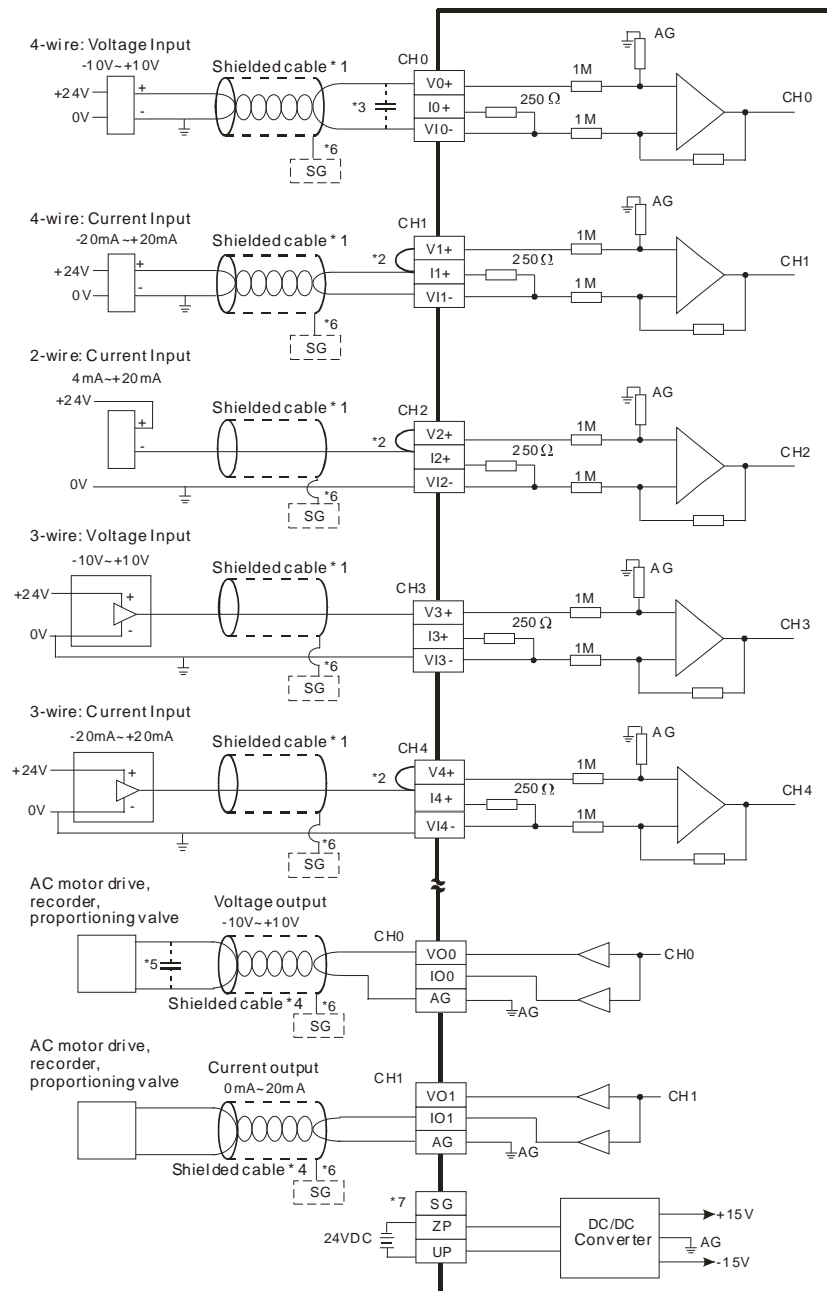 4-wire: Voltage Input
-10V~+10V
+24V
0V
+
-
Shielded cable * 1
*3
*6
SG
CH0
V0+
I0+
VI0-
250 Ω
1M
1M
AG
CH0
4-wire: Current Input
-20mA~+20mA
+24V
0V
+
-
Shielded cable * 1
*2
*6
SG
CH1
V1+
I1+
VI1-
250 Ω
1M
1M
AG
CH1
2-wire: Current Input
4mA~+20mA
+24V
0V
+
-
Shielded cable * 1
*2
*6
SG
CH2
V2+
I2+
VI2-
250 Ω
1M
1M
AG
CH2
3-wire: Voltage Input
-10V~+10V
+24V
0V
+
-
Shielded cable * 1
*6
SG
CH3
V3+
I3+
VI3-
250 Ω
1M
1M
AG
CH3
3-wire: Current Input
-20mA~+20mA
+24V
0V
+
-
Shielded cable * 1
*2
*6
SG
CH4
V4+
I4+
VI4-
250 Ω
1M
1M
AG
CH4
AC motor drive,
recorder,
proportioning valve
Voltage output
-10V~+10V
*5
Shielded cable *4
*6
SG
CH0
VO0
IO0
AG
AG
CH0
AC motor drive,
recorder,
proportioning valve
Current output
0mA~20mA
Shielded cable *4
*6
SG
CH1
VO1
IO1
AG
AG
CH1
*7
SG
ZP
UP
24VDC
DC/DC
Converter
+15V
AG
-15V